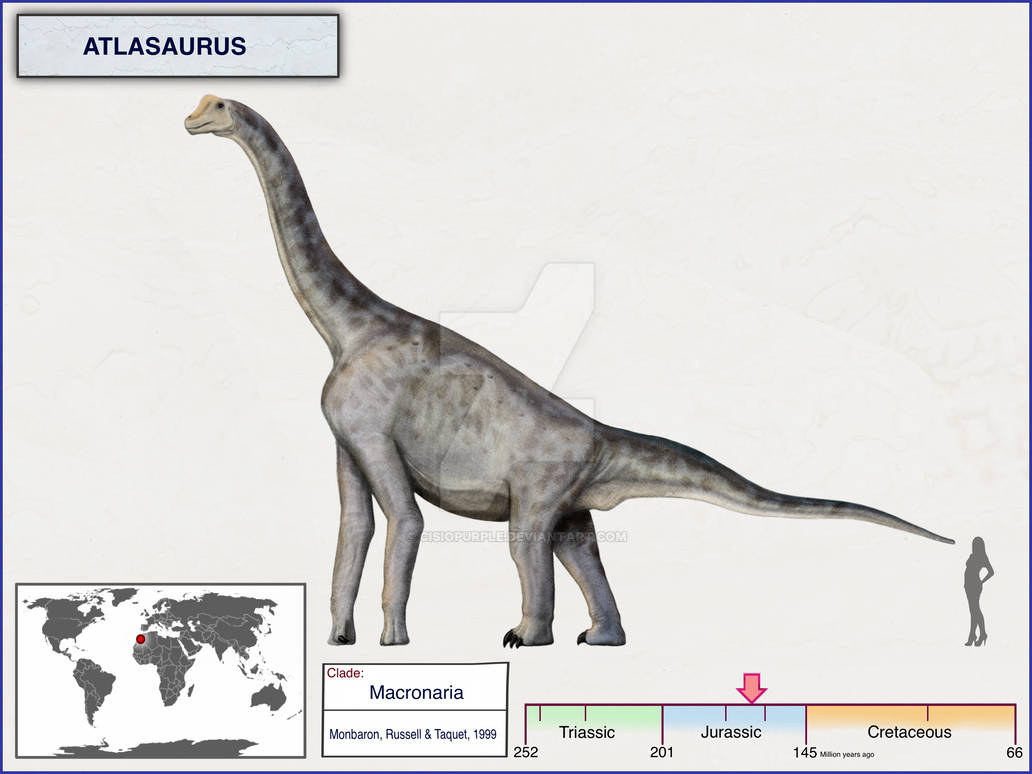 ATLASAURUS
©CISIOPURPLE.DEVIANTART.COM
Clade:
Macronaria
Monbaron, Russell & Taquet, 1999
Triassic
Jurassic
Cretaceous
252
201
145 Million years ago
66